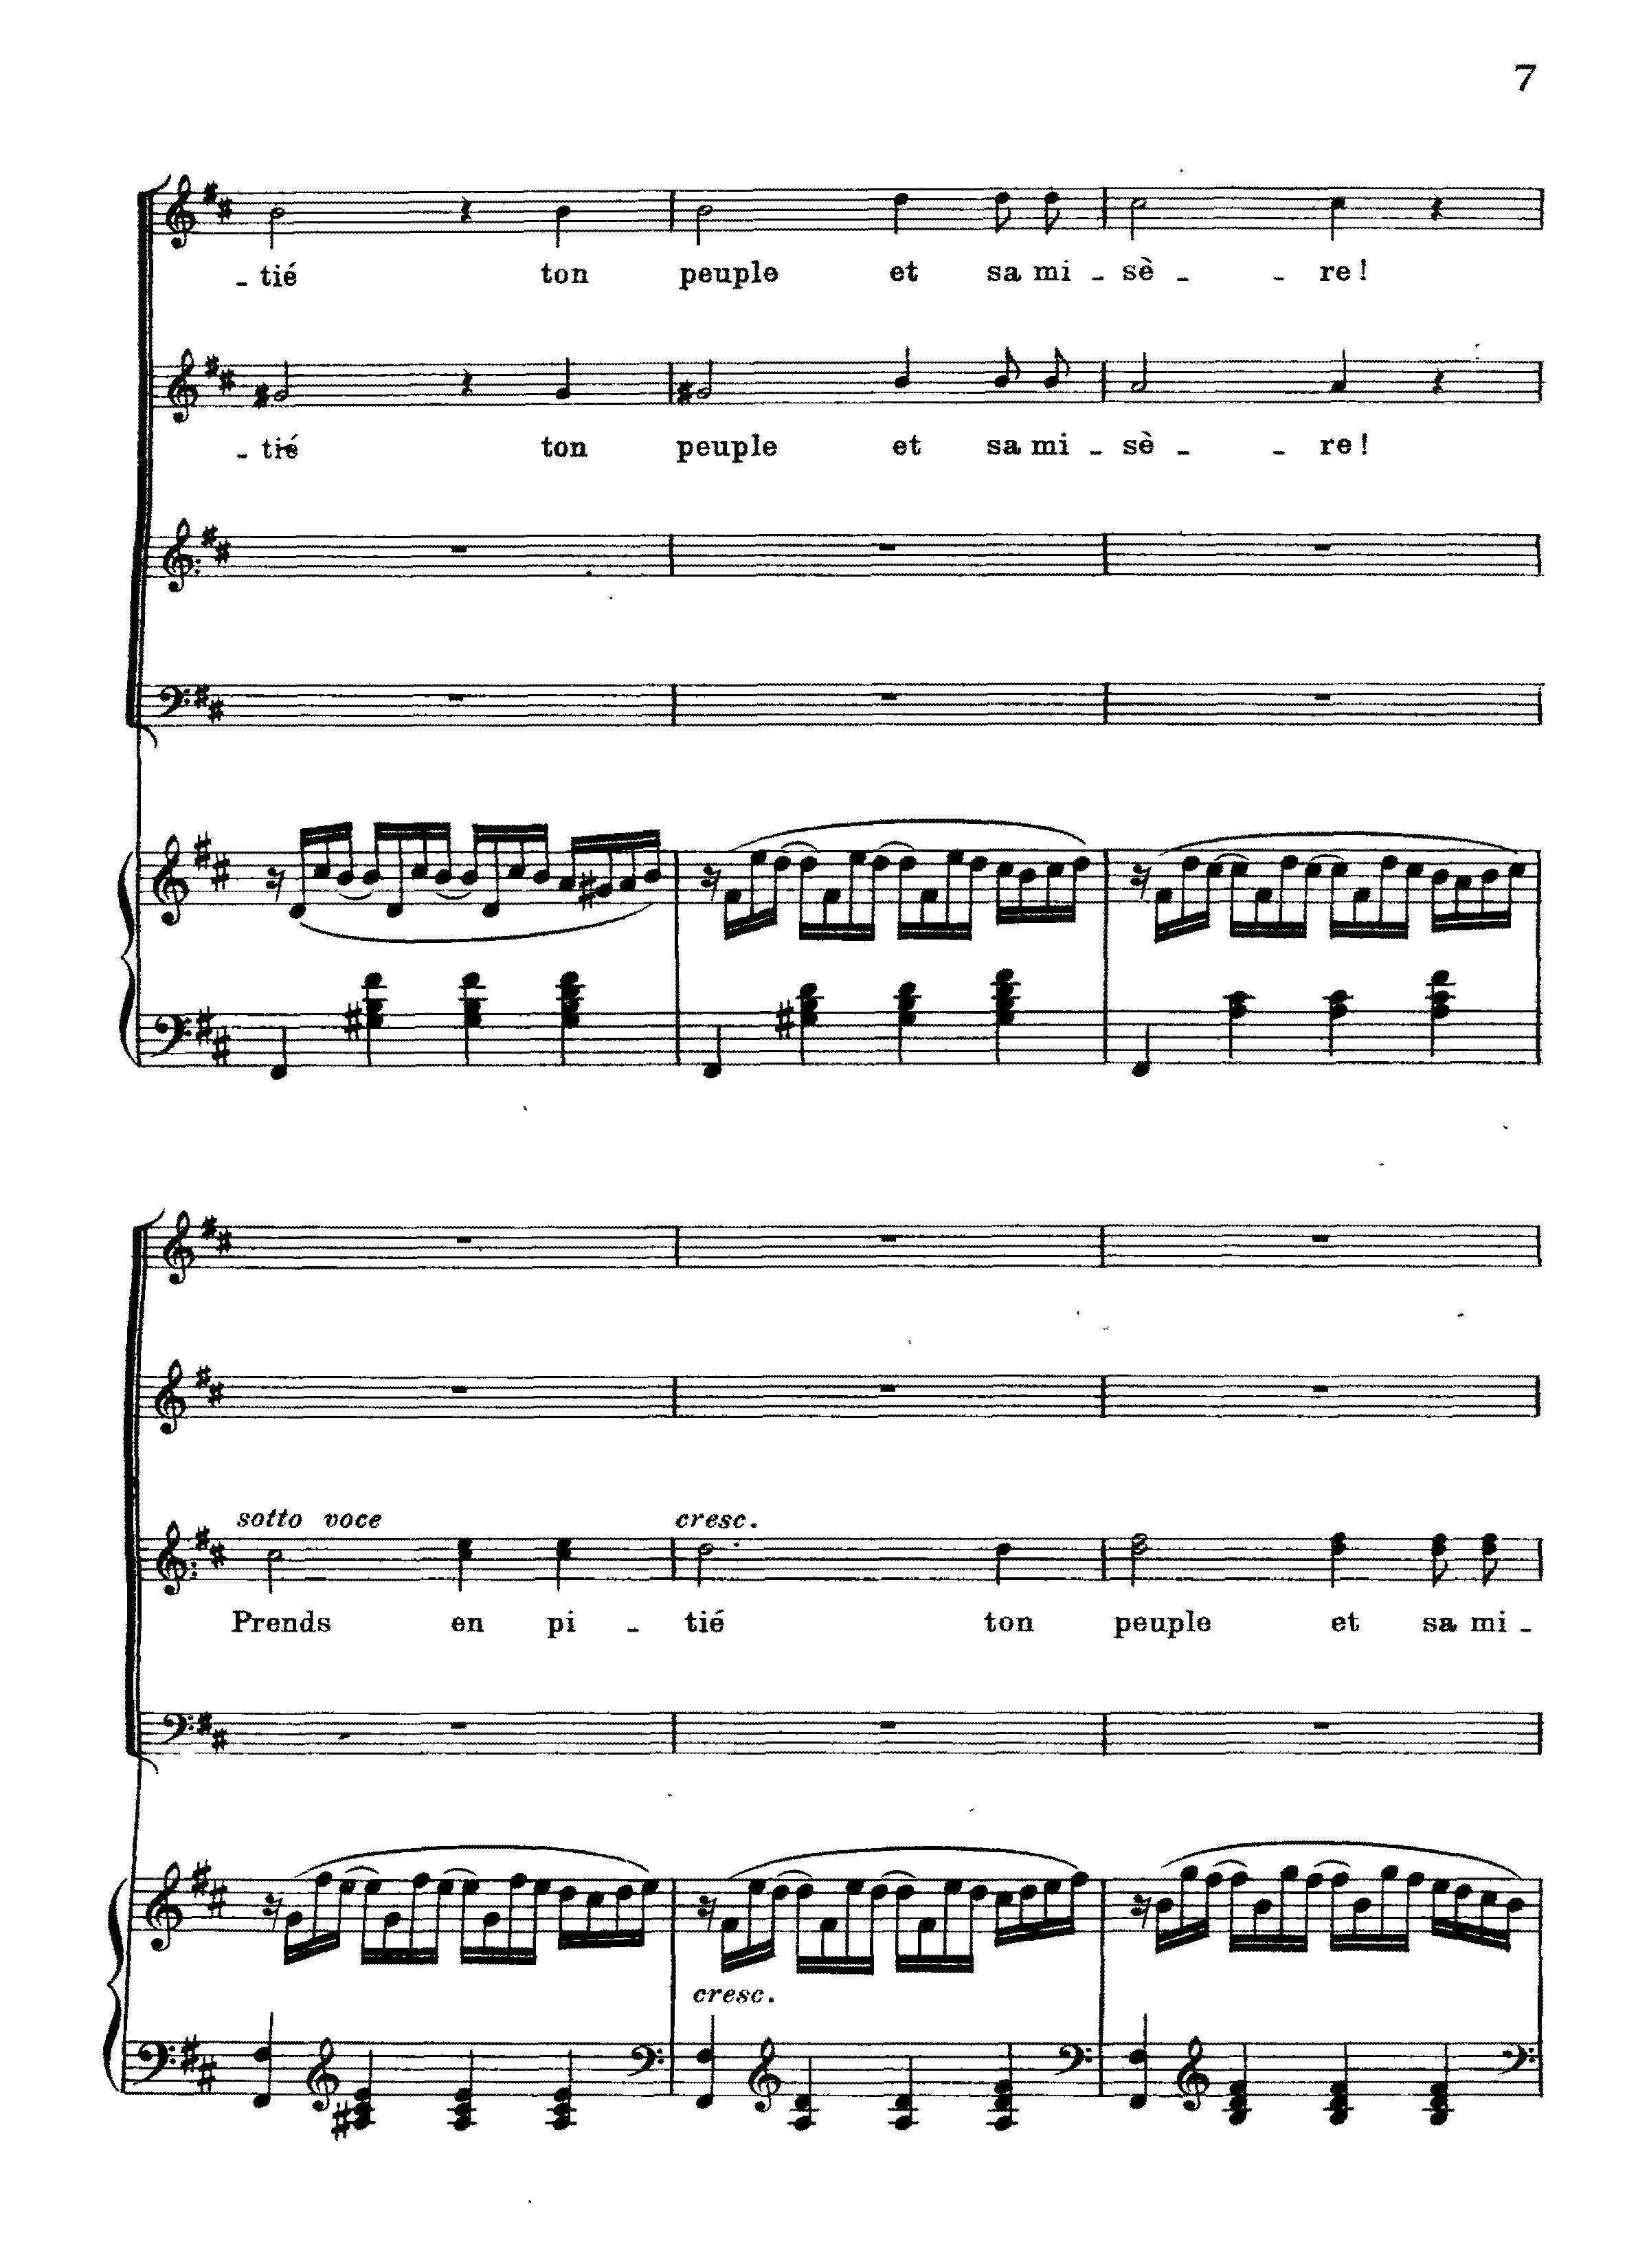 7
- tié ton peuple et sa mi - sè - - re!
- tié ton peuple et sa mi - sè - - re!
sotto voce cresc.
Prends en pi - tié ton peuple et sa mi -
cresc.